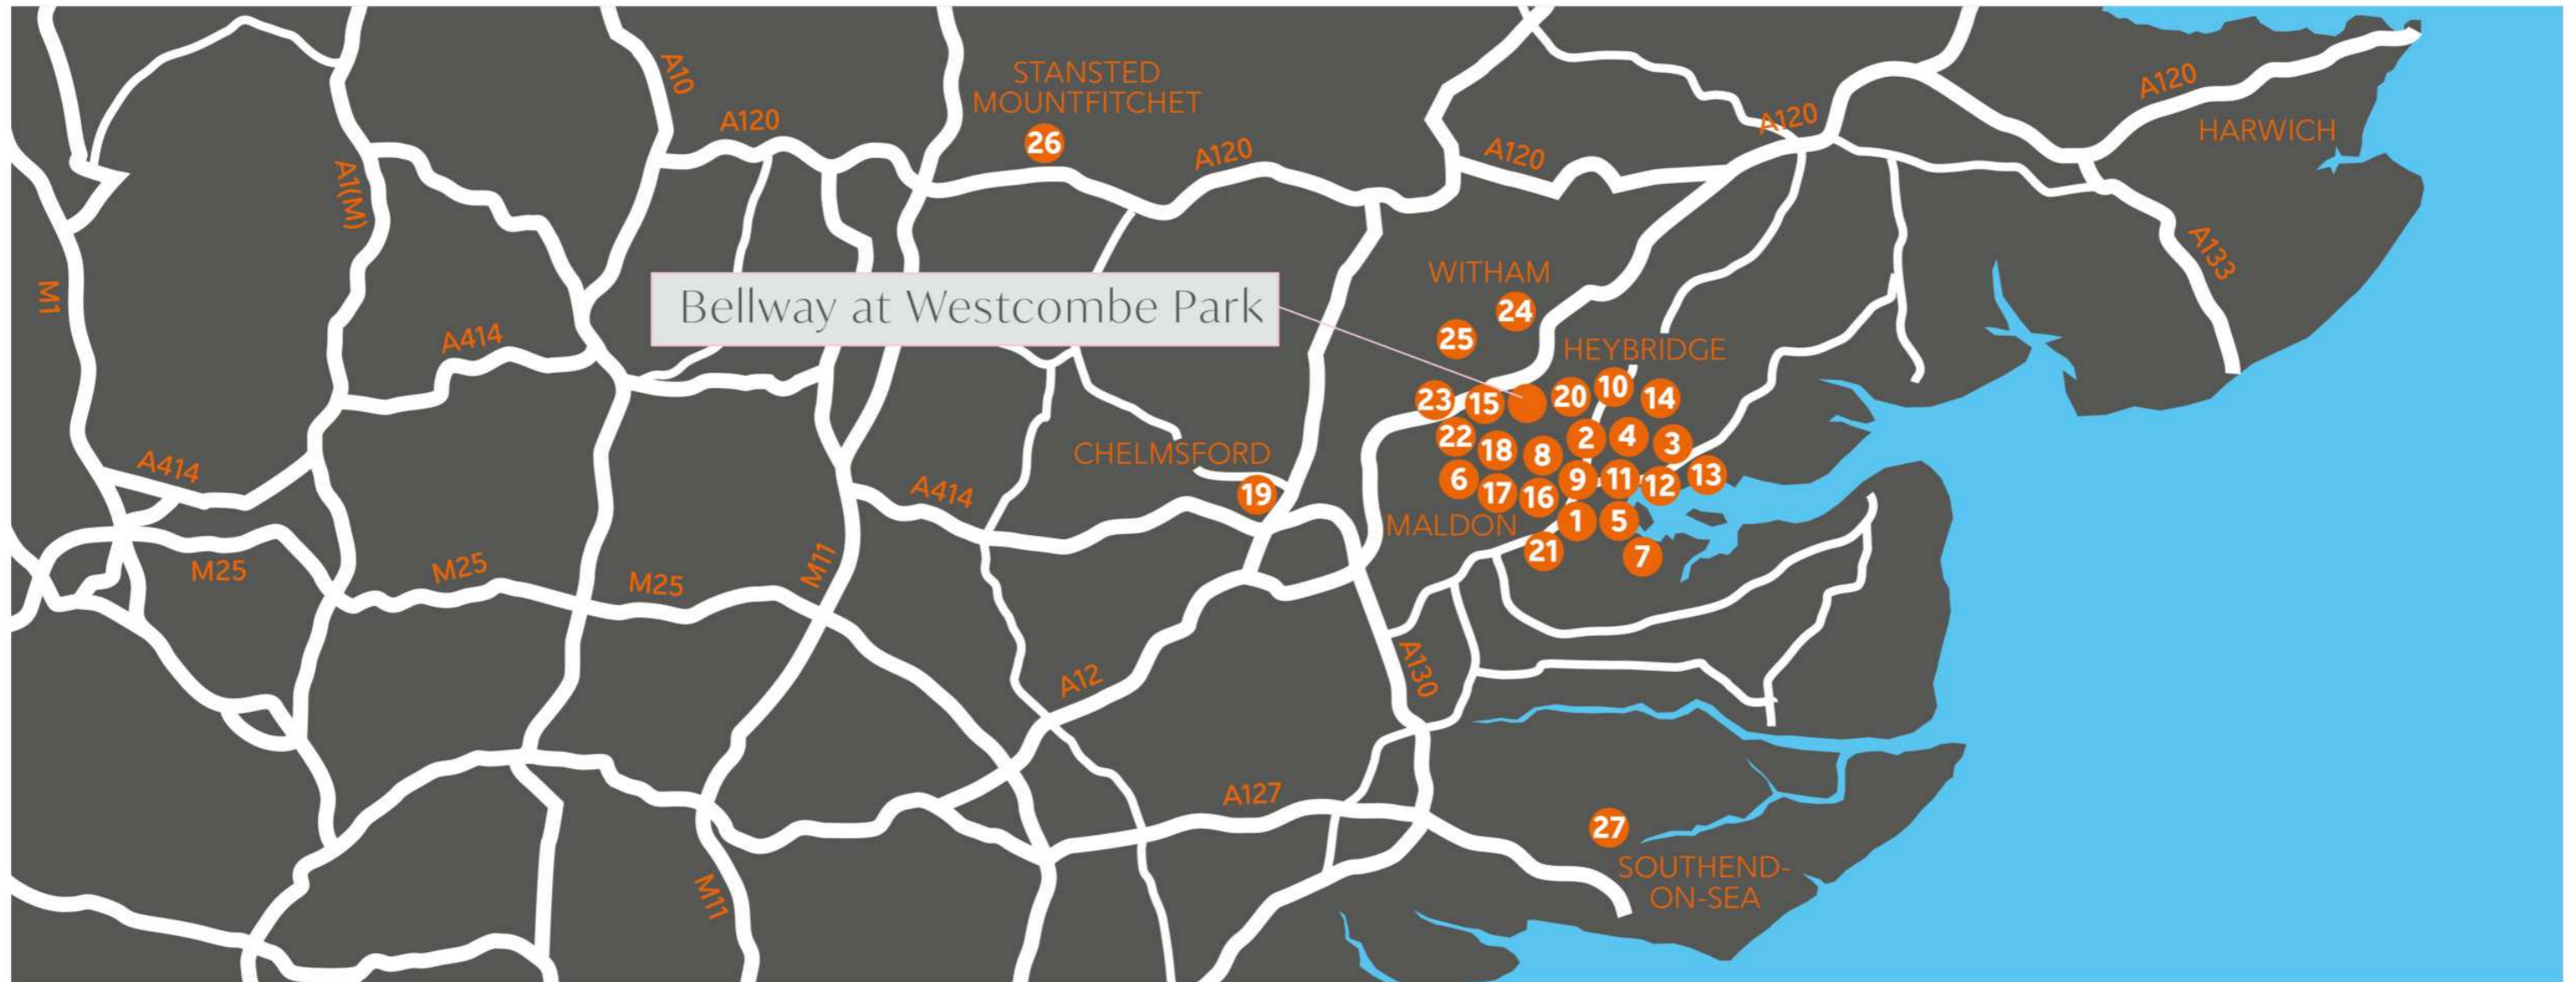 A10
STANSTED
MOUNTFITCHET
26
A120
A120
A120
A120
A120
HARWICH
A1(M)
M1
A133
Bellway at Westcombe Park
WITHAM
24
25
A414
HEYBRIDGE
23
15
20
10
14
22
18
8
2
4
3
CHELMSFORD
A414
A414
19
6
17
16
9
11
12
13
MALDON
1
5
21
7
M25
M25
M25
M11
A12
A130
A127
27
SOUTHEND-
ON-SEA
M11